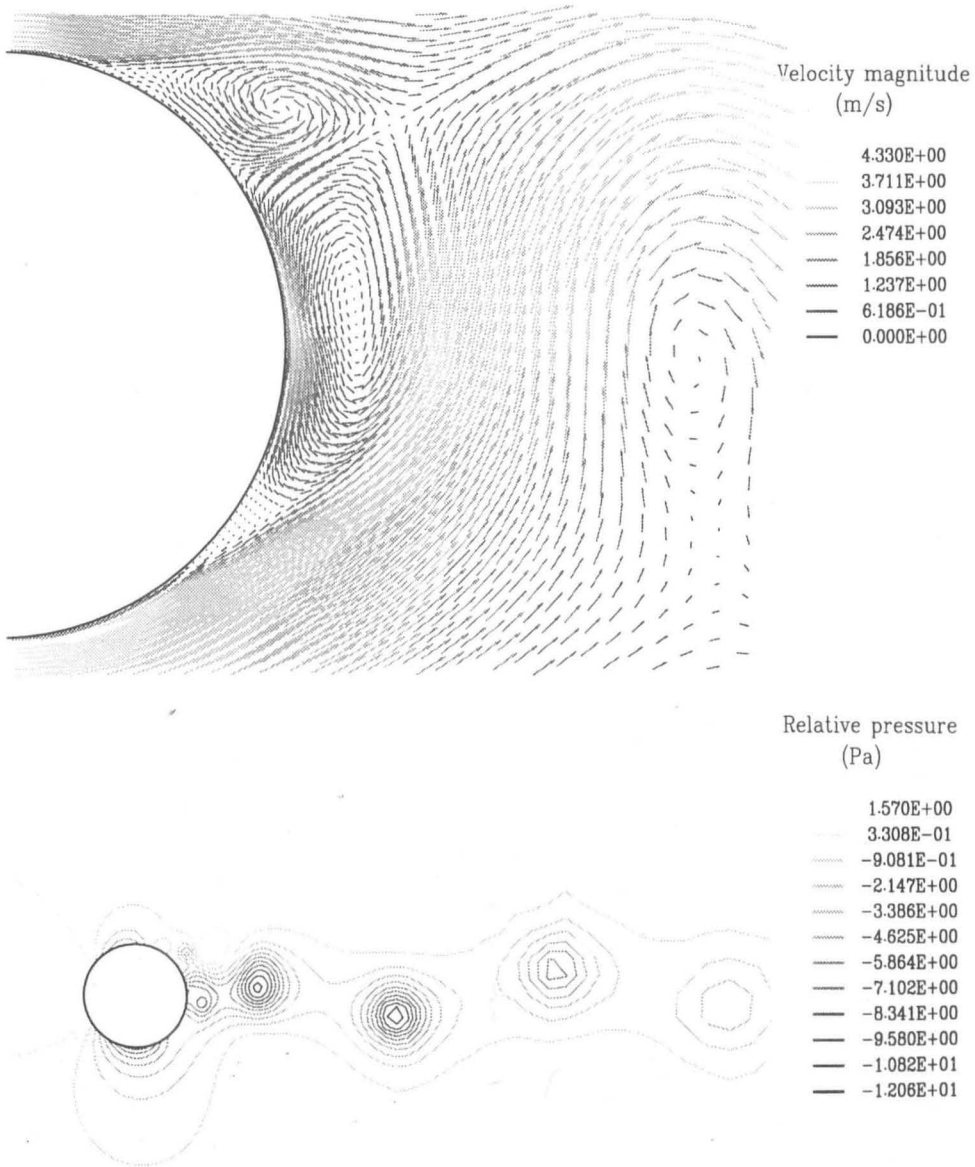 Velocity magnitude
(m/s)
4.330E+00
3.711E+00
3.093E+00
2.474E+00
1.856E+00
1.237E+00
6.186E-01
0.000E+00
Relative pressure
(Pa)
1.570E+00
3.308E-01
-9.081E-01
-2.147E+00
-3.386E+00
-4.625E+00
-5.864E+00
-7.102E+00
-8.341E+00
-9.580E+00
-1.082E+01
-1.206E+01